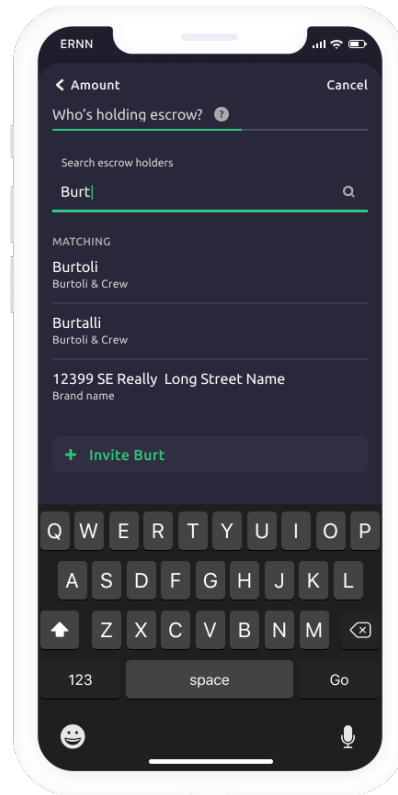 ERNN
Amount
Cancel
Who's holding escrow? ?
Search escrow holders
Burt
MATCHING
Burtoli
Burtoli & Crew
Burtalli
Burtoli & Crew
12399 SE Really Long Street Name
Brand name
+ Invite Burt
Q W E R T Y U I O P
A S D F G H J K L
Z X C V B N M
123 space Go